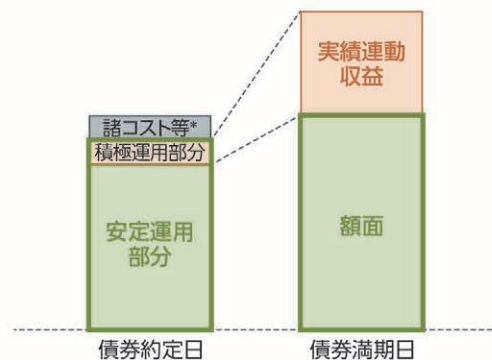 実績連動
収益
諸コスト等*
積極運用部分
安定運用
部分
額面
債券約定日
債券満期日